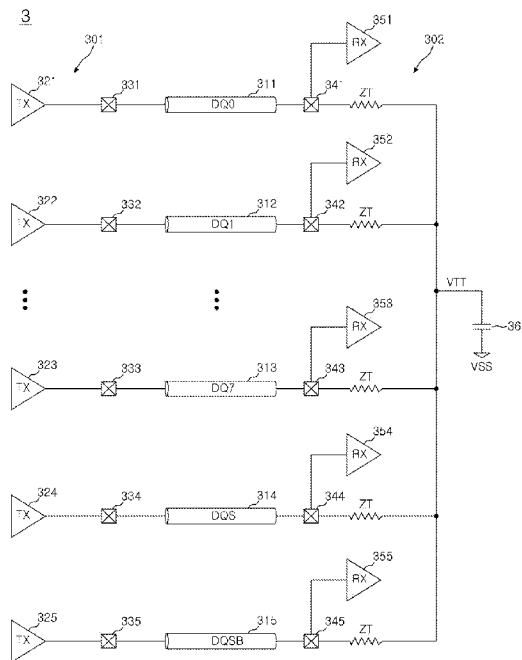 3
301
302
321
TX
331
311
DQ0
341
351
RX
ZT
322
TX
332
312
DQ1
342
352
RX
ZT
VTT
36
VSS
323
TX
333
313
DQ7
343
353
RX
ZT
324
TX
334
314
DQS
344
354
RX
ZT
325
TX
335
315
DQSB
345
355
RX
ZT